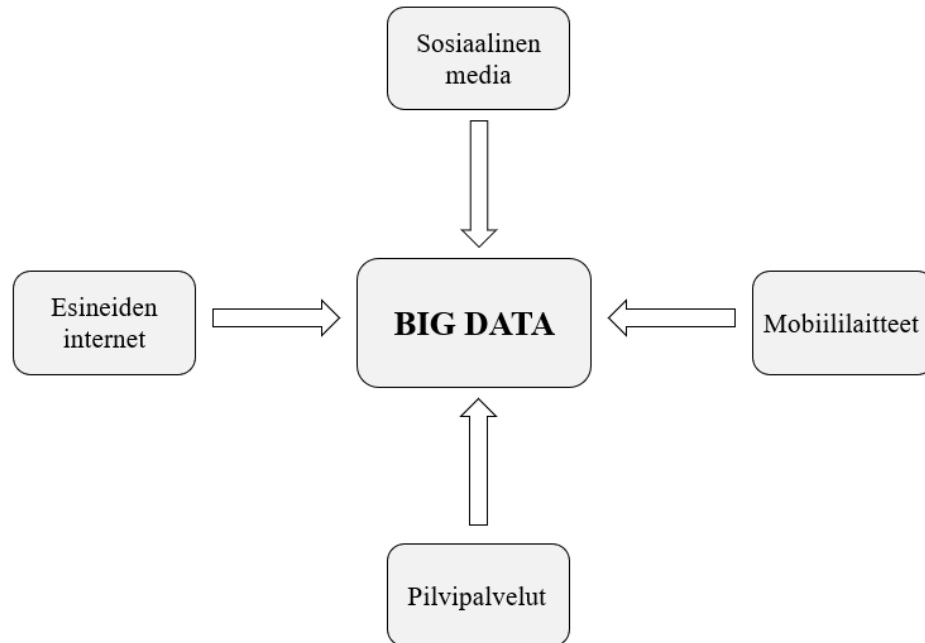 Sosiaalinen
media
Esineiden
internet
BIG DATA
Mobiililaitteet
Pilvipalvelut